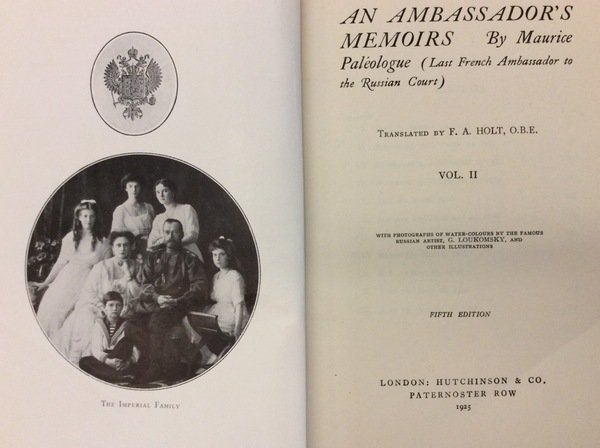 THE IMPERIAL FAMILY
AN AMBASSADOR'S
MEMOIRS By Maurice
Paléologue (Last French Ambassador to
the Russian Court)
TRANSLATED BY F. A. HOLT, O.B.E.
VOL. II
WITH PHOTOGRAPHS OF WATER-COLOURS BY THE FAMOUS
RUSSIAN ARTIST, G. LOUKOMSKY, AND
OTHER ILLUSTRATIONS
FIFTH EDITION
LONDON: HUTCHINSON & CO.
PATERNOSTER ROW
1925